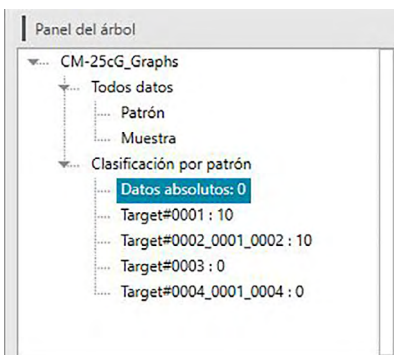 Panel del árbol
CM-25cG_Graphs
Todos datos
Patrón
Muestra
Clasificación por patrón
Datos absolutos: 0
Target#0001 : 10
Target#0002_0001_0002 : 10
Target#0003 : 0
Target#0004_0001_0004 : 0